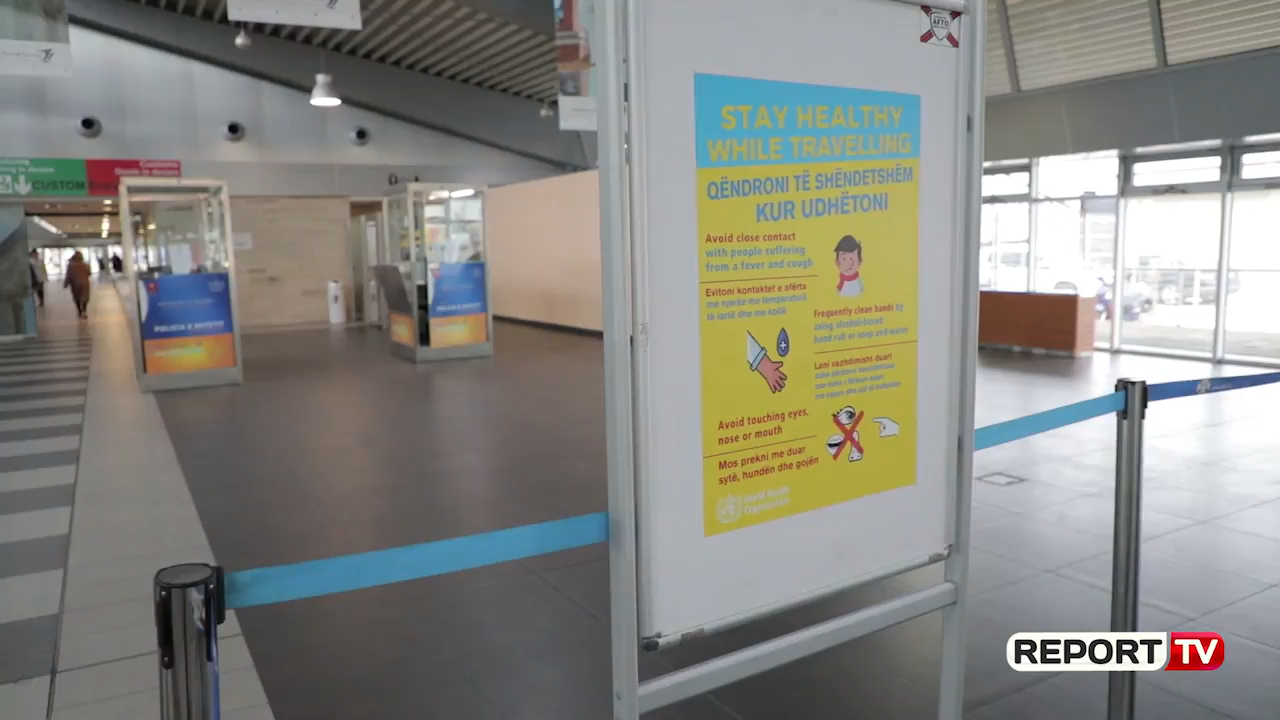 AFTO
STAY HEALTHY
WHILE TRAVELLING
QËNDRONI TË SHËNDETSHËM
KUR UDHËTONI
Avoid close contact
with people suffering
from a fever and cough
Evitoni kontaktet e afërta
me njerëz me temperaturë
të lartë dhe me kollë
Frequently clean hands by
using alcohol-based
hand rub or soap and water
Lani vazhdimisht duart
Avoid touching eyes,
nose or mouth
Mos prekni me duar
sytë, hundën dhe gojën
World Health
Organization
Customs
CUSTOM
POLICIA E SHTETIT
REPORT TV